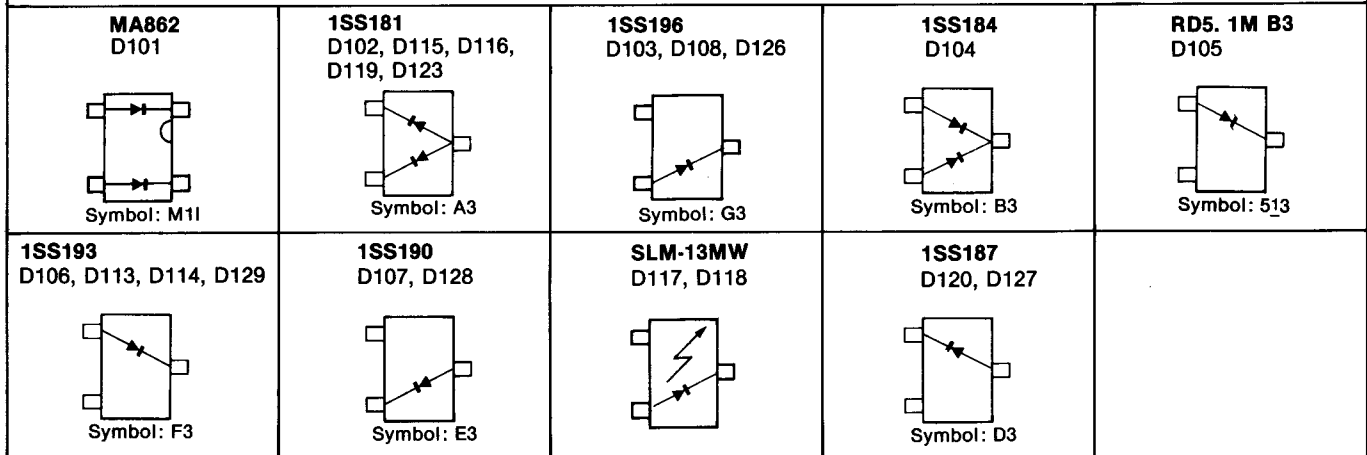 MA862
D101
Symbol: M1I
1SS181
D102, D115, D116,
D119, D123
Symbol: A3
1SS196
D103, D108, D126
Symbol: G3
1SS184
D104
Symbol: B3
RD5. 1M B3
D105
Symbol: 513
1SS193
D106, D113, D114, D129
Symbol: F3
1SS190
D107, D128
Symbol: E3
SLM-13MW
D117, D118
1SS187
D120, D127
Symbol: D3